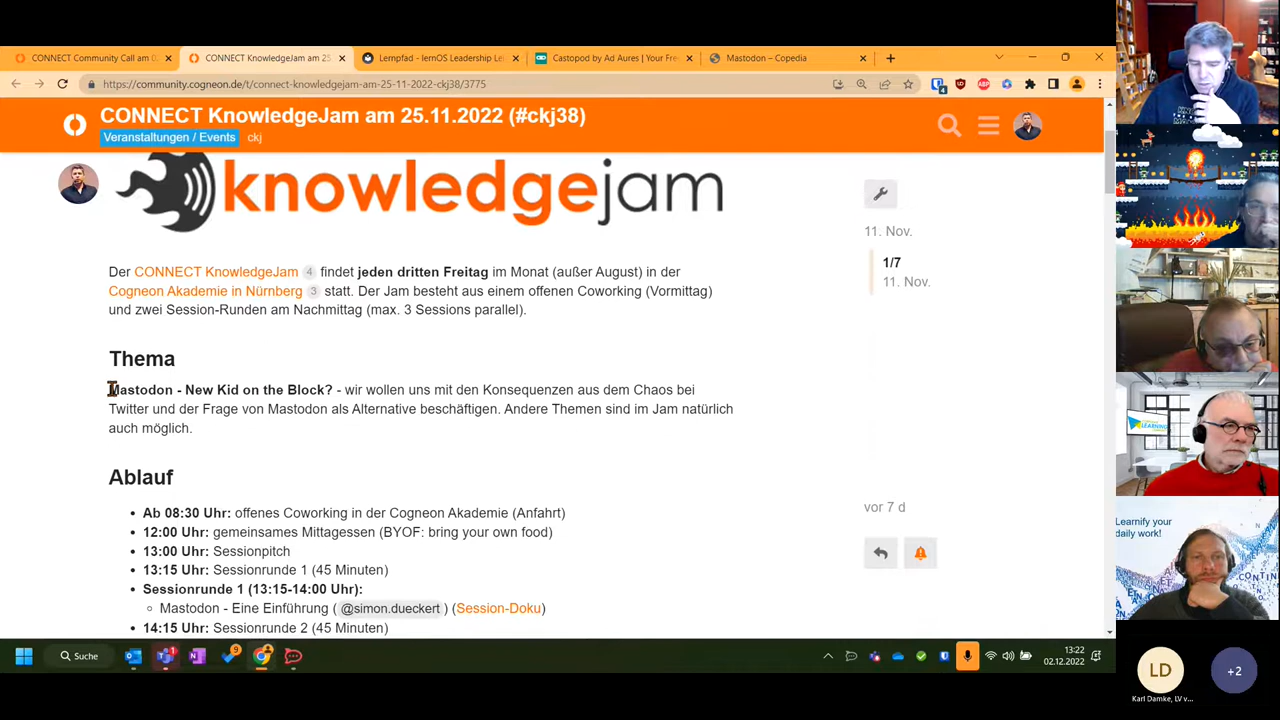 CONNECT Community Call am D
CONNECT KnowledgeJam am 25.
Lernpfad - lernOS Leadership Le
Castopod by Ad Aures | Your Fre
Mastodon – Copedia
https://community.cogneon.de/t/connect-knowledgejam-am-25-11-2022-ckj38/3775
CONNECT KnowledgeJam am 25.11.2022 (#ckj38)
Veranstaltungen / Events ckj
knowledgejam
11. Nov.
1/7
11. Nov.
Der CONNECT KnowledgeJam 4 findet jeden dritten Freitag im Monat (außer August) in der
Cogneon Akademie in Nürnberg 3 statt. Der Jam besteht aus einem offenen Coworking (Vormittag)
und zwei Session-Runden am Nachmittag (max. 3 Sessions parallel).
Thema
Mastodon - New Kid on the Block? - wir wollen uns mit den Konsequenzen aus dem Chaos bei
Twitter und der Frage von Mastodon als Alternative beschäftigen. Andere Themen sind im Jam natürlich
auch möglich.
Ablauf
vor 7 d
Ab 08:30 Uhr: offenes Coworking in der Cogneon Akademie (Anfahrt)
12:00 Uhr: gemeinsames Mittagessen (BYOF: bring your own food)
13:00 Uhr: Sessionpitch
13:15 Uhr: Sessionrunde 1 (45 Minuten)
Sessionrunde 1 (13:15-14:00 Uhr):
Mastodon - Eine Einführung ( @simon.dueckert ) (Session-Doku)
14:15 Uhr: Sessionrunde 2 (45 Minuten)
Suche
13:22
02.12.2022
LEARNING
Learnify your
daily work!
LD
Karl Damke, LV v...
+2